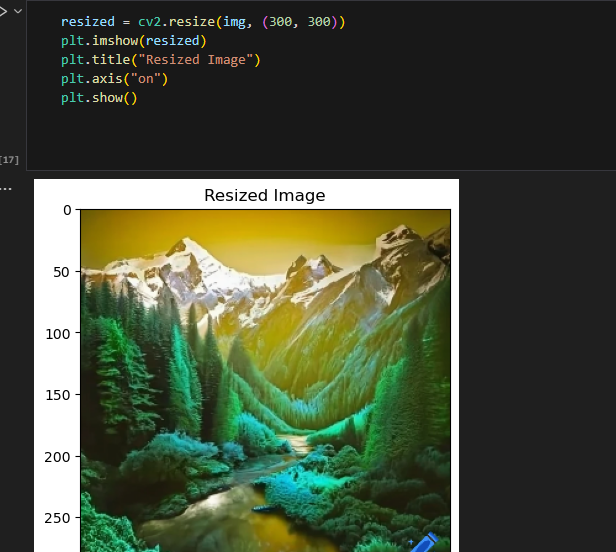 resized = cv2.resize(img, (300, 300))
plt.imshow(resized)
plt.title("Resized Image")
plt.axis("on")
plt.show()
[17]
...
Resized Image
0
50
100
150
200
250